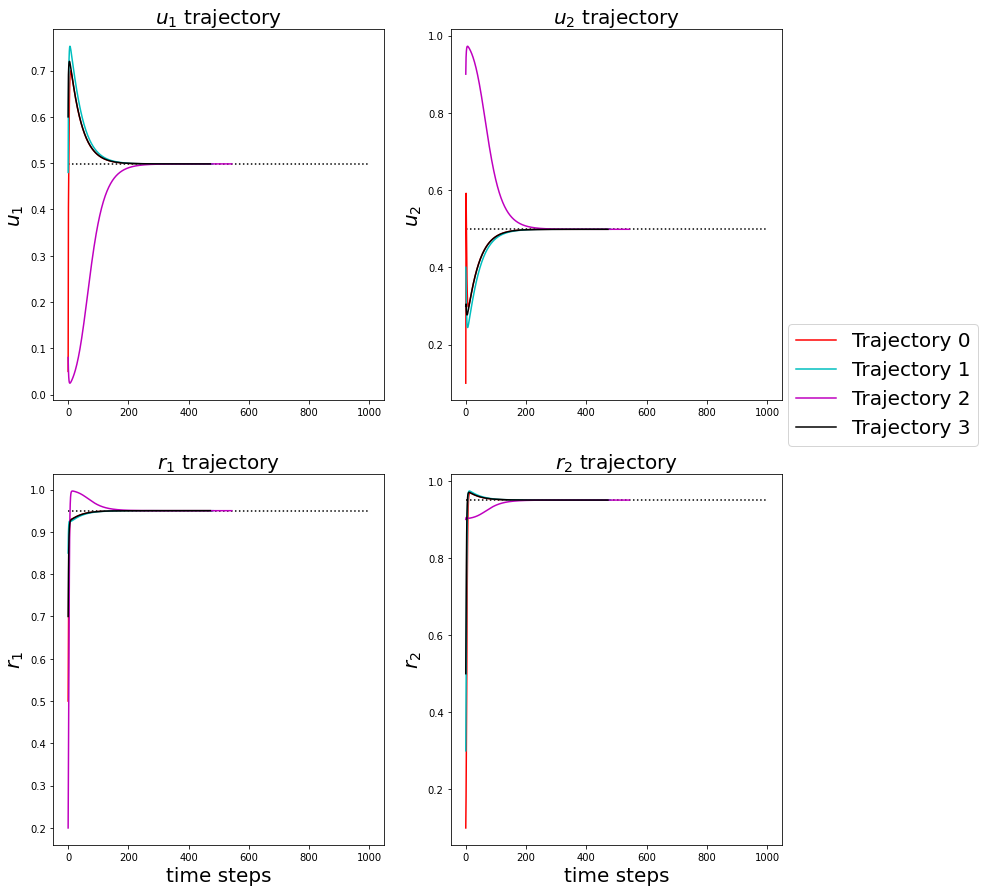 u₁ trajectory
u₂ trajectory
u₁
0.7
0.6
0.5
0.4
0.3
0.2
0.1
0.0
0 200 400 600 800 1000
u₂
1.0
0.8
0.6
0.4
0.2
0 200 400 600 800 1000
Trajectory 0
Trajectory 1
Trajectory 2
Trajectory 3
r₁ trajectory
r₂ trajectory
r₁
1.0
0.9
0.8
0.7
0.6
0.5
0.4
0.3
0.2
0 200 400 600 800 1000
time steps
r₂
1.0
0.8
0.6
0.4
0.2
0 200 400 600 800 1000
time steps